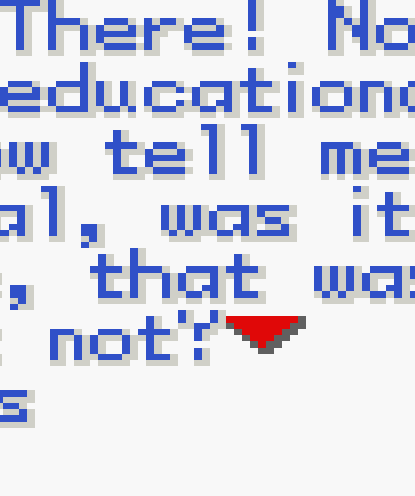 There! No
educationa
w tell me
al, was it
, that was
not?
s